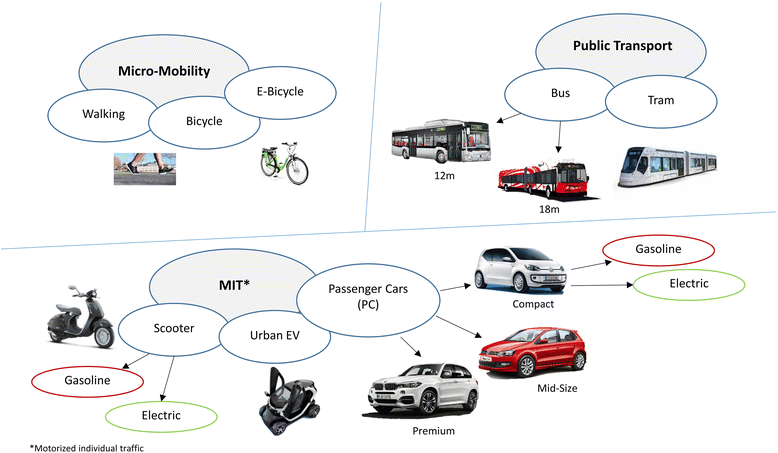 Micro-Mobility
Walking
Bicycle
E-Bicycle
Public Transport
Bus
Tram
12m
18m
MIT*
Scooter
Urban EV
Passenger Cars
(PC)
Gasoline
Electric
Compact
Gasoline
Electric
Mid-Size
Premium
*Motorized individual traffic